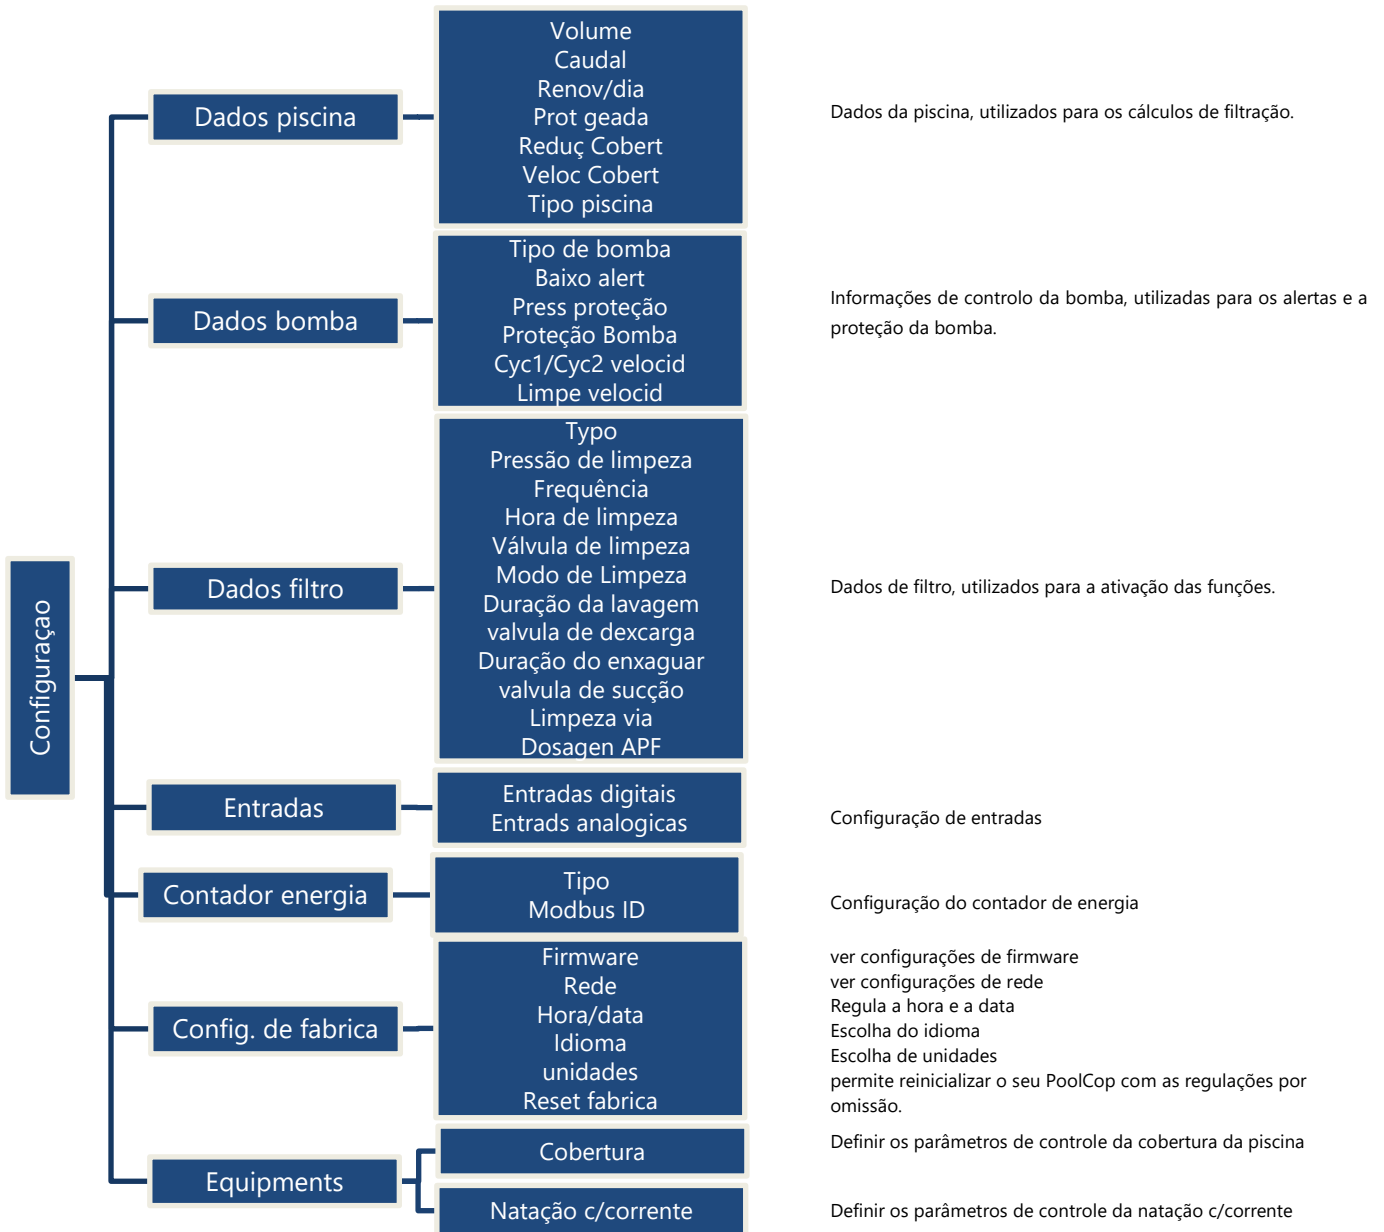 Configuraçao
Dados piscina
Volume
Caudal
Renov/dia
Prot geada
Reduç Cobert
Veloc Cobert
Tipo piscina
Dados da piscina, utilizados para os cálculos de filtração.
Dados bomba
Tipo de bomba
Baixo alert
Press proteção
Proteção Bomba
Cyc1/Cyc2 velocid
Limpe velocid
Informações de controlo da bomba, utilizadas para os alertas e a
proteção da bomba.
Dados filtro
Typo
Pressão de limpeza
Frequência
Hora de limpeza
Válvula de limpeza
Modo de Limpeza
Duração da lavagem
valvula de dexcarga
Duração do enxaguar
valvula de sucção
Limpeza via
Dosagen APF
Dados de filtro, utilizados para a ativação das funções.
Entradas
Entradas digitais
Entrads analogicas
Configuração de entradas
Contador energia
Tipo
Modbus ID
Configuração do contador de energia
Config. de fabrica
Firmware
Rede
Hora/data
Idioma
unidades
Reset fabrica
ver configurações de firmware
ver configurações de rede
Regula a hora e a data
Escolha do idioma
Escolha de unidades
permite reinicializar o seu PoolCop com as regulações por
omissão.
Equipments
Cobertura
Definir os parâmetros de controle da cobertura da piscina
Natação c/corrente
Definir os parâmetros de controle da natação c/corrente